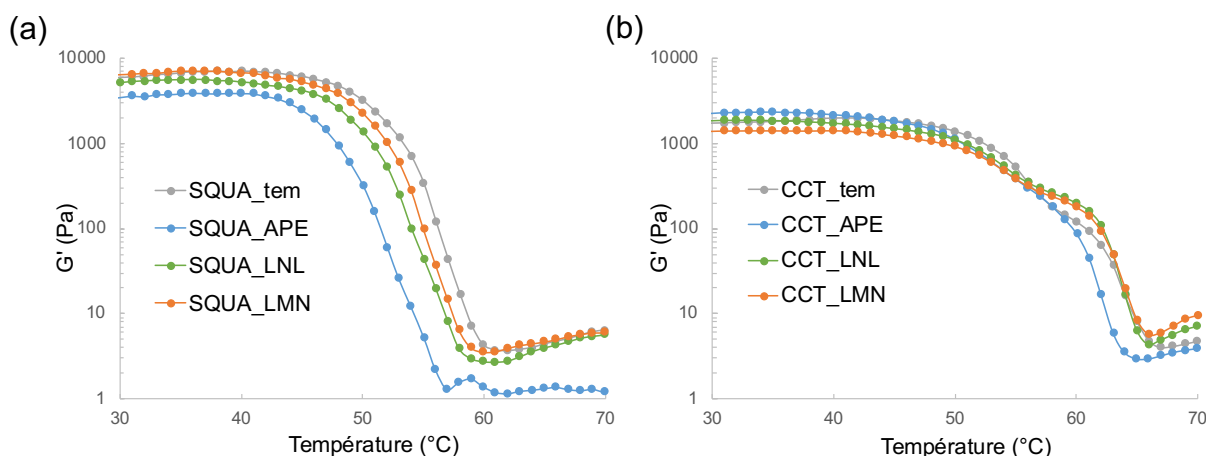 (a)
10000
1000
100
10
1
G' (Pa)
SQUA_tem
SQUA_APE
SQUA_LNL
SQUA_LMN
30 40 50 60 70
Température (°C)
(b)
10000
1000
100
10
1
G' (Pa)
CCT_tem
CCT_APE
CCT_LNL
CCT_LMN
30 40 50 60 70
Température (°C)